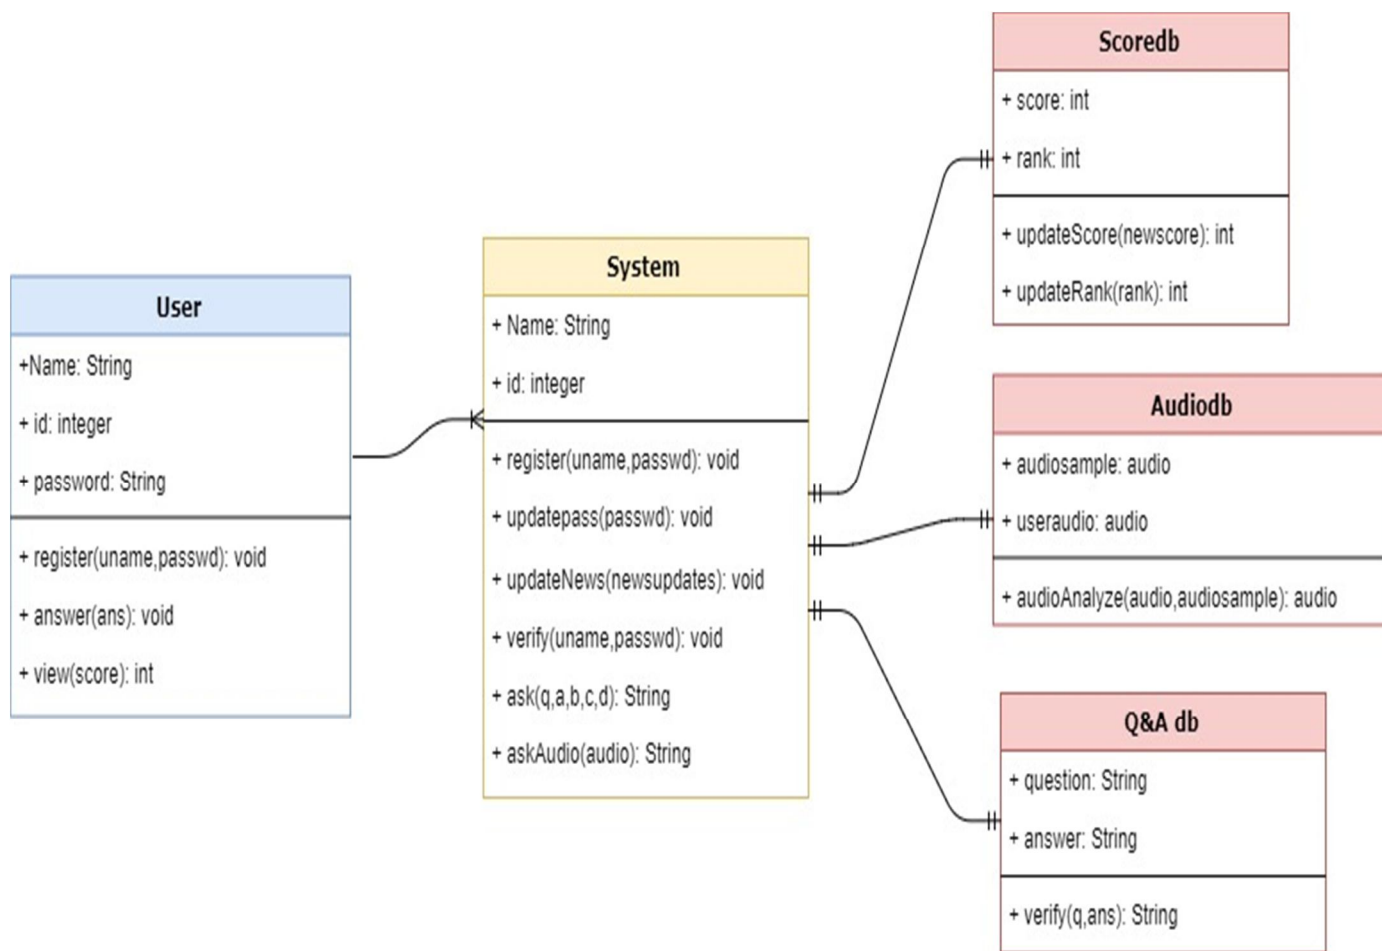 User
+Name: String
+ id: integer
+ password: String
+ register(uname,passwd): void
+ answer(ans): void
+ view(score): int
System
+ Name: String
+ id: integer
+ register(uname,passwd): void
+ updatepass(passwd): void
+ updateNews(newsupdates): void
+ verify(uname,passwd): void
+ ask(q,a,b,c,d): String
+ askAudio(audio): String
Scoredb
+ score: int
+ rank: int
+ updateScore(newscore): int
+ updateRank(rank): int
Audiodb
+ audiosample: audio
+ useraudio: audio
+ audioAnalyze(audio,audiosample): audio
Q&A db
+ question: String
+ answer: String
+ verify(q,ans): String